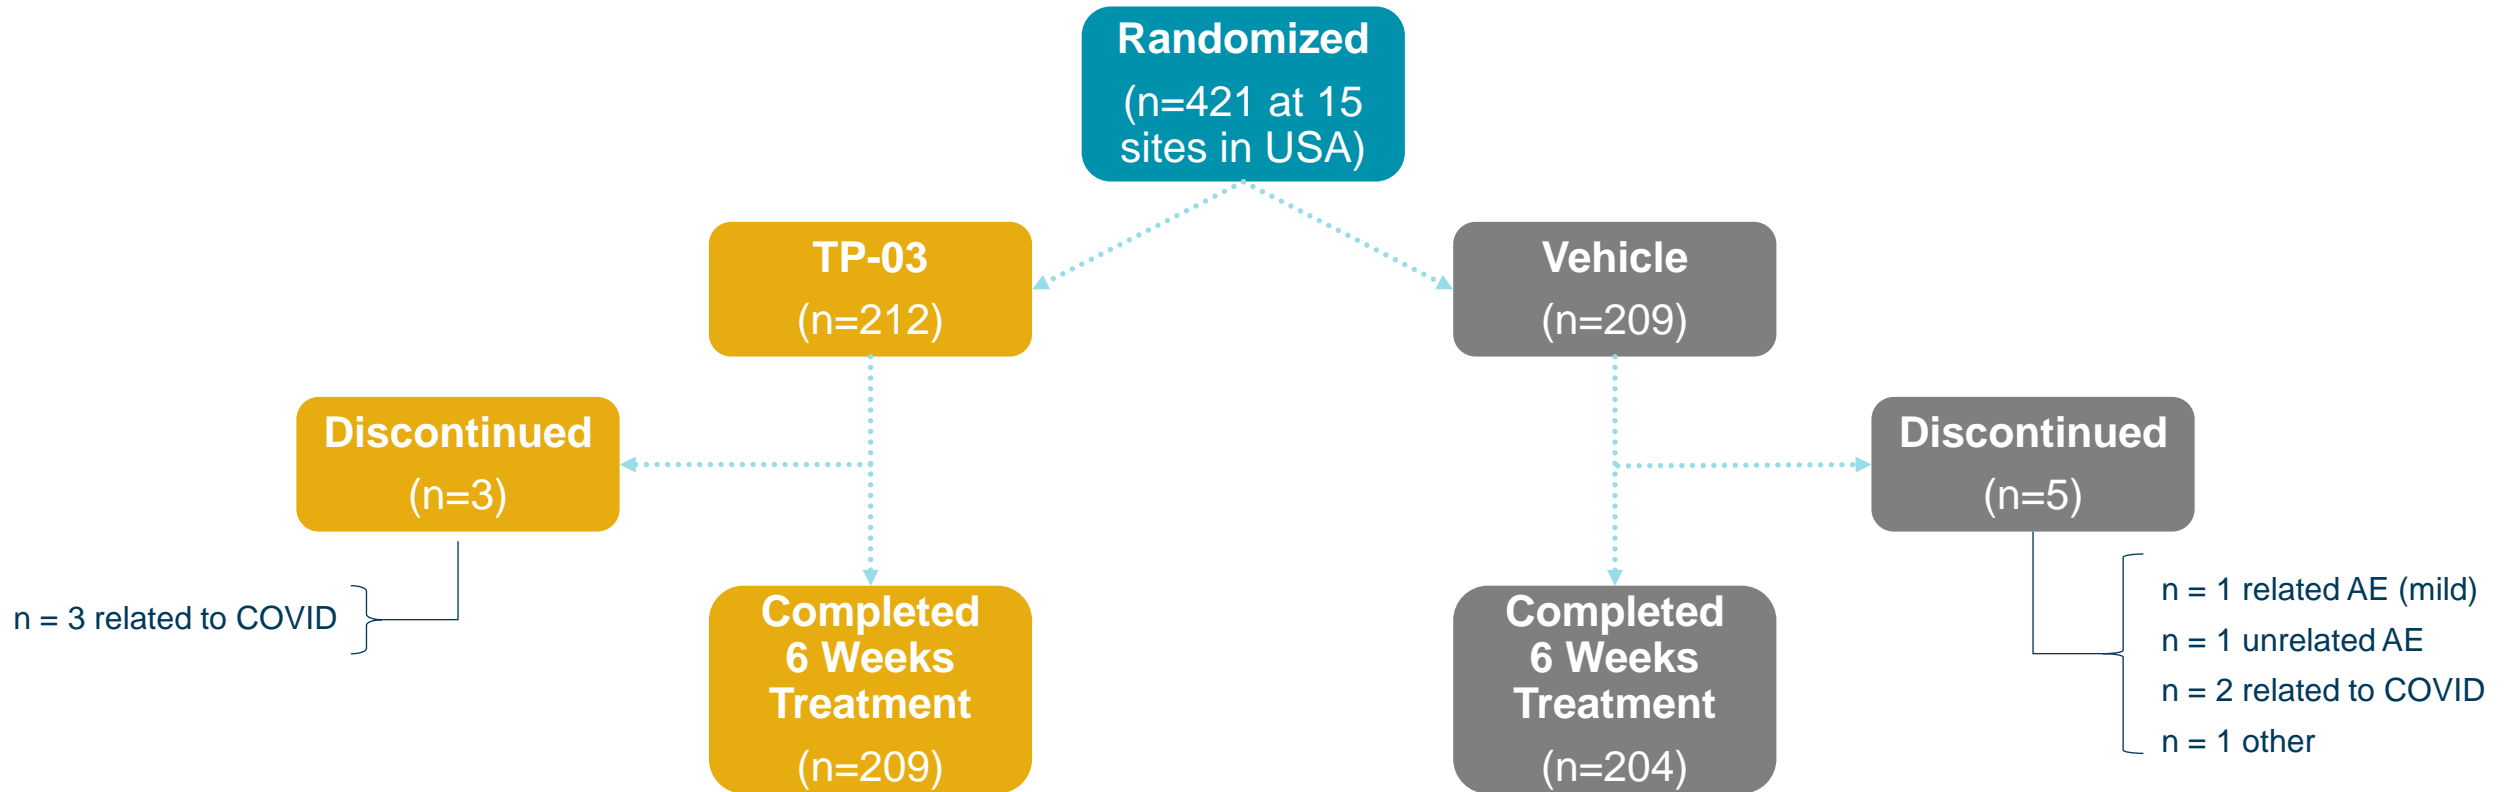 Randomized
(n=421 at 15
sites in USA)
TP-03
(n=212)
Vehicle
(n=209)
Discontinued
(n=3)
Discontinued
(n=5)
n = 3 related to COVID
Completed
6 Weeks
Treatment
(n=209)
Completed
6 Weeks
Treatment
(n=204)
n = 1 related AE (mild)
n = 1 unrelated AE
n = 2 related to COVID
n = 1 other